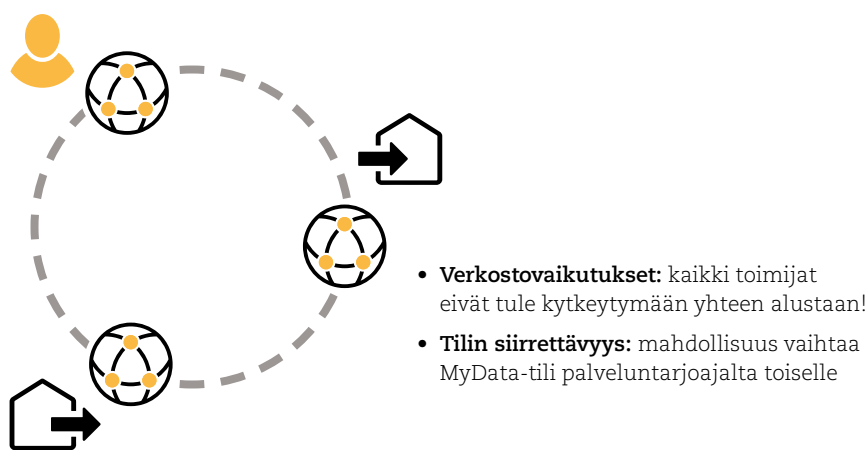 • Verkostovaikutukset: kaikki toimijat
eivät tule kytkeytymään yhteen alustaan!
• Tilin siirrettävyys: mahdollisuus vaihtaa
MyData-tili palveluntarjoajalta toiselle